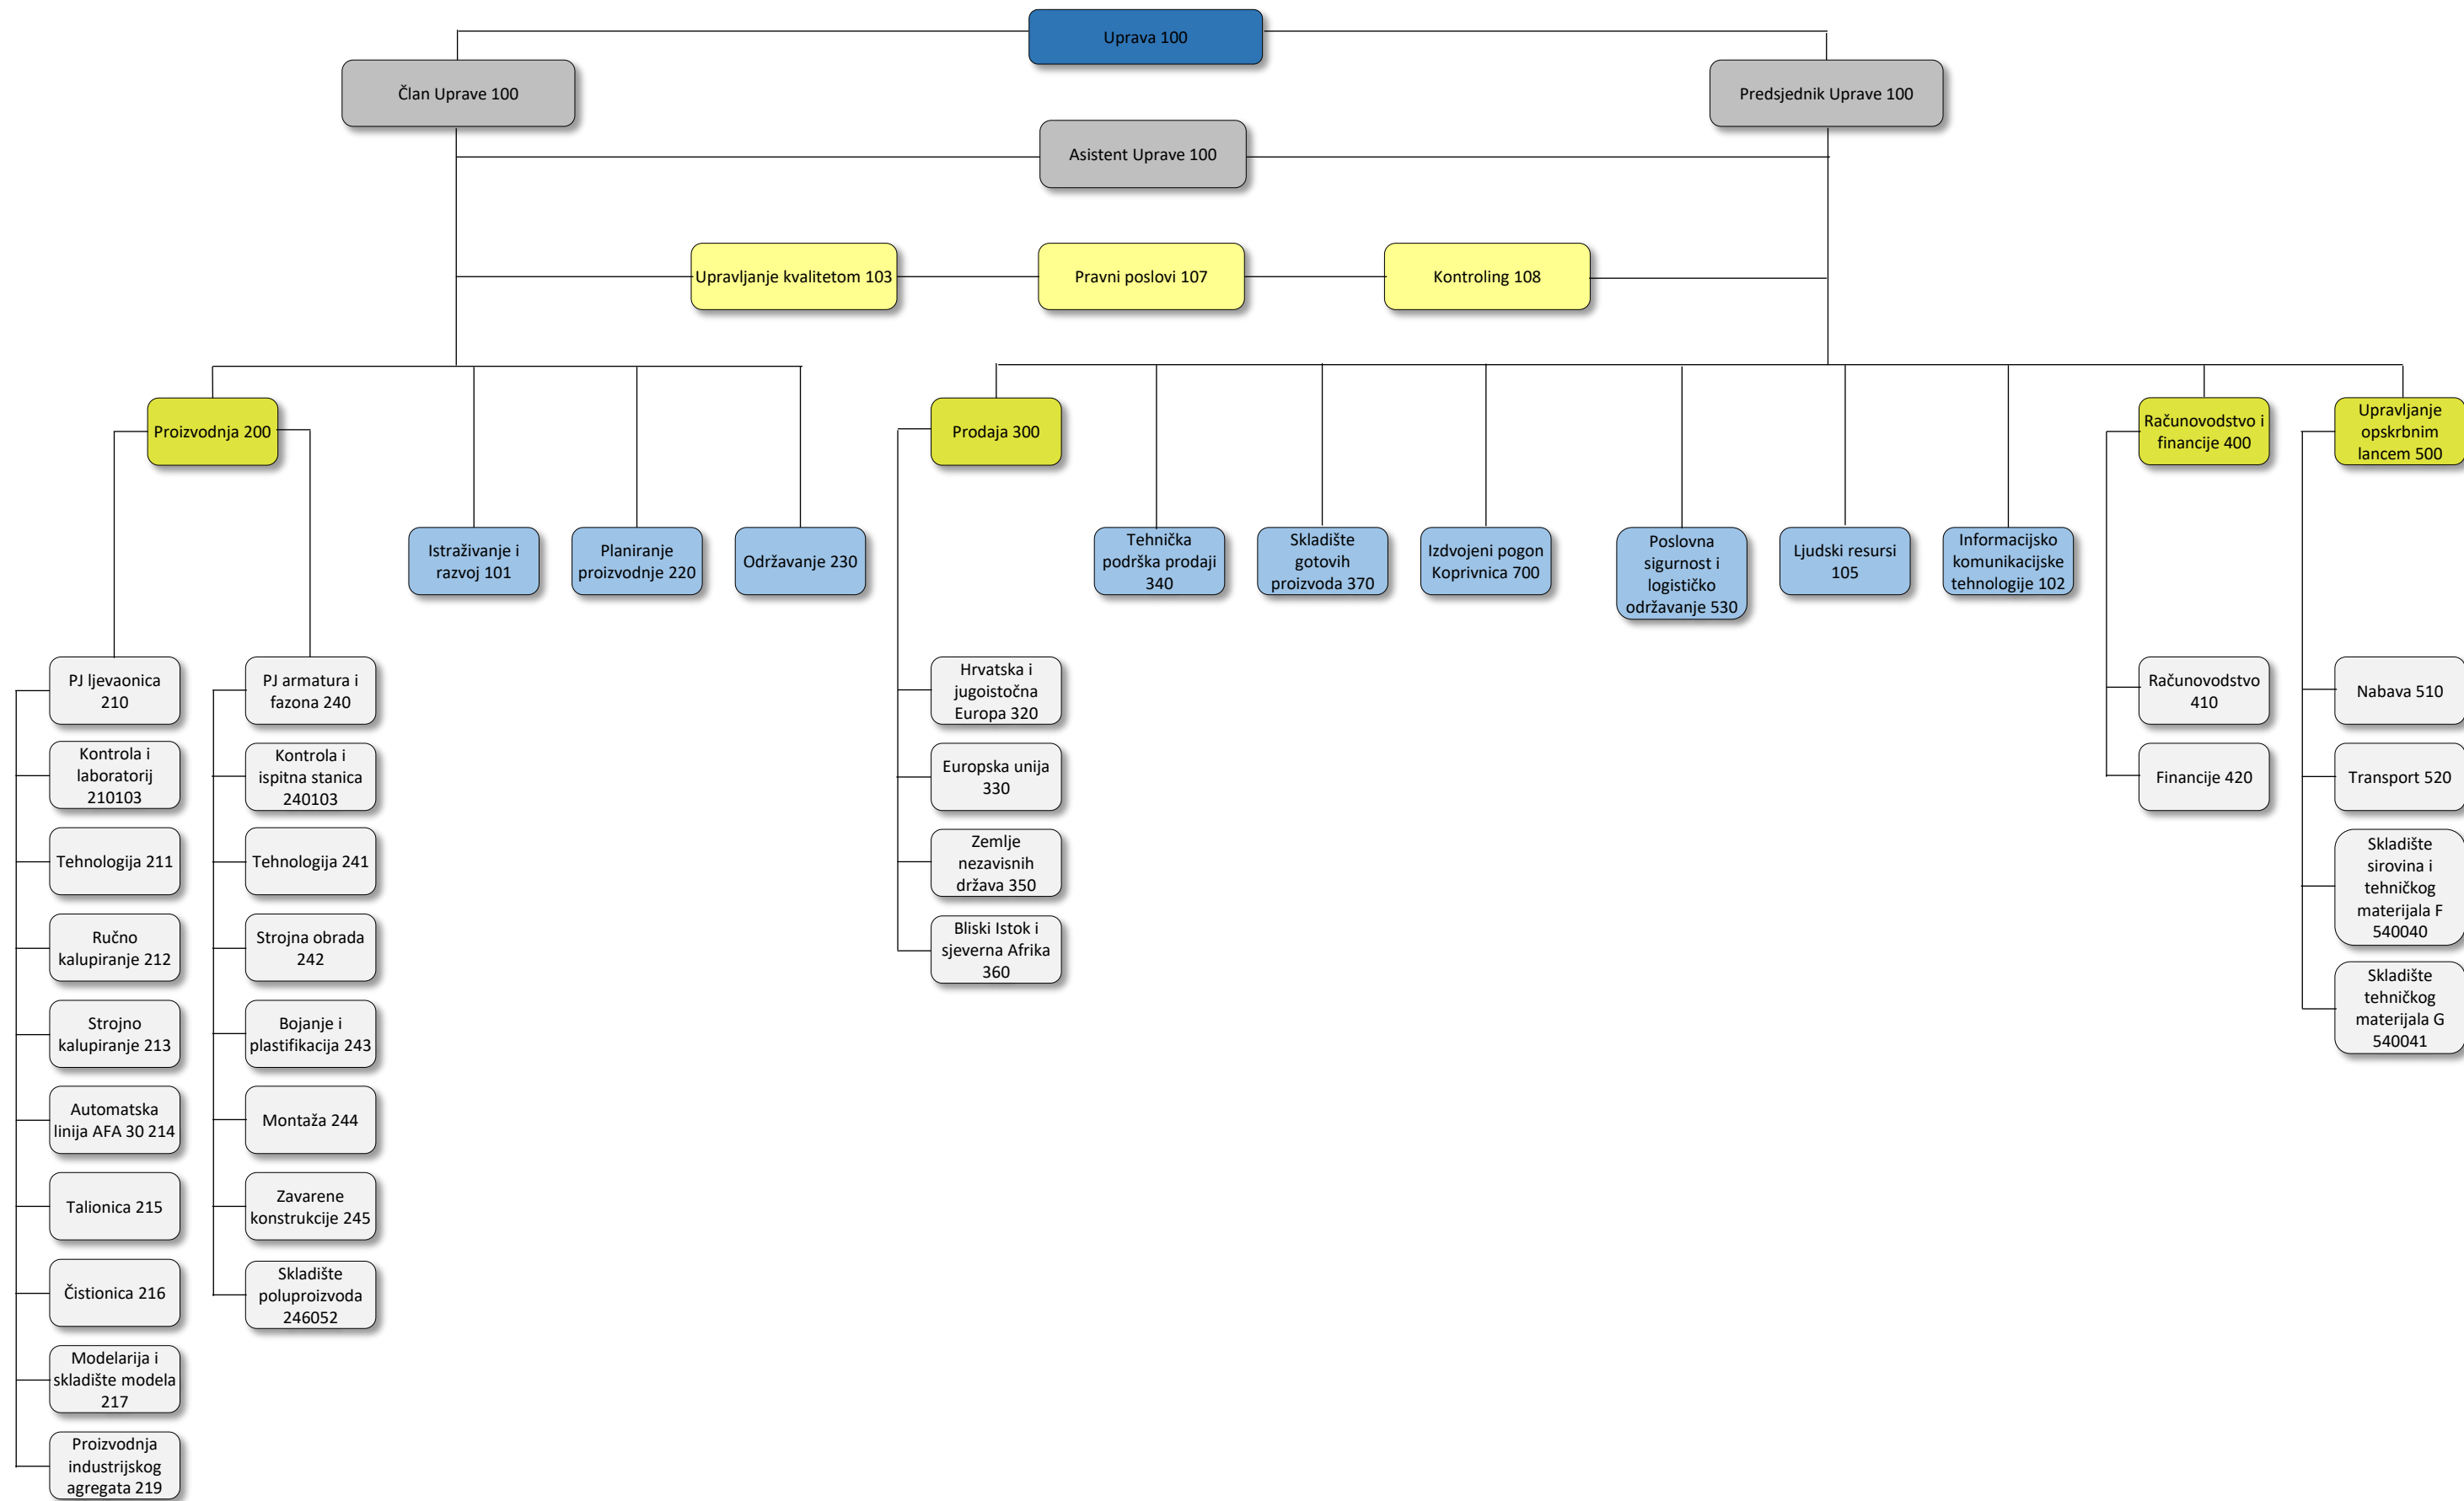 Uprava 100
Član Uprave 100
Predsjednik Uprave 100
Asistent Uprave 100
Upravljanje kvalitetom 103
Pravni poslovi 107
Kontroling 108
Proizvodnja 200
Prodaja 300
Računovodstvo i
financije 400
Upravljanje
opskrbnim
lancem 500
Istraživanje i
razvoj 101
Planiranje
proizvodnje 220
Održavanje 230
Tehnička
podrška prodaji
340
Skladište
gotovih
proizvoda 370
Izdvojeni pogon
Koprivnica 700
Poslovna
sigurnost i
logističko
održavanje 530
Ljudski resursi
105
Informacijsko
komunikacijske
tehnologije 102
PJ ljevaonica
210
Kontrola i
laboratorij
210103
Tehnologija 211
Ručno
kalupiranje 212
Strojno
kalupiranje 213
Automatska
linija AFA 30 214
Talionica 215
Čistionica 216
Modelarija i
skladište modela
217
Proizvodnja
industrijskog
agregata 219
PJ armatura i
fazona 240
Kontrola i
ispitna stanica
240103
Tehnologija 241
Strojna obrada
242
Bojanje i
plastifikacija 243
Montaža 244
Zavarene
konstrukcije 245
Skladište
poluproizvoda
246052
Hrvatska i
jugoistočna
Europa 320
Europska unija
330
Zemlje
nezavisnih
država 350
Bliski Istok i
sjeverna Afrika
360
Računovodstvo
410
Financije 420
Nabava 510
Transport 520
Skladište
sirovina i
tehničkog
materijala F
540040
Skladište
tehničkog
materijala G
540041